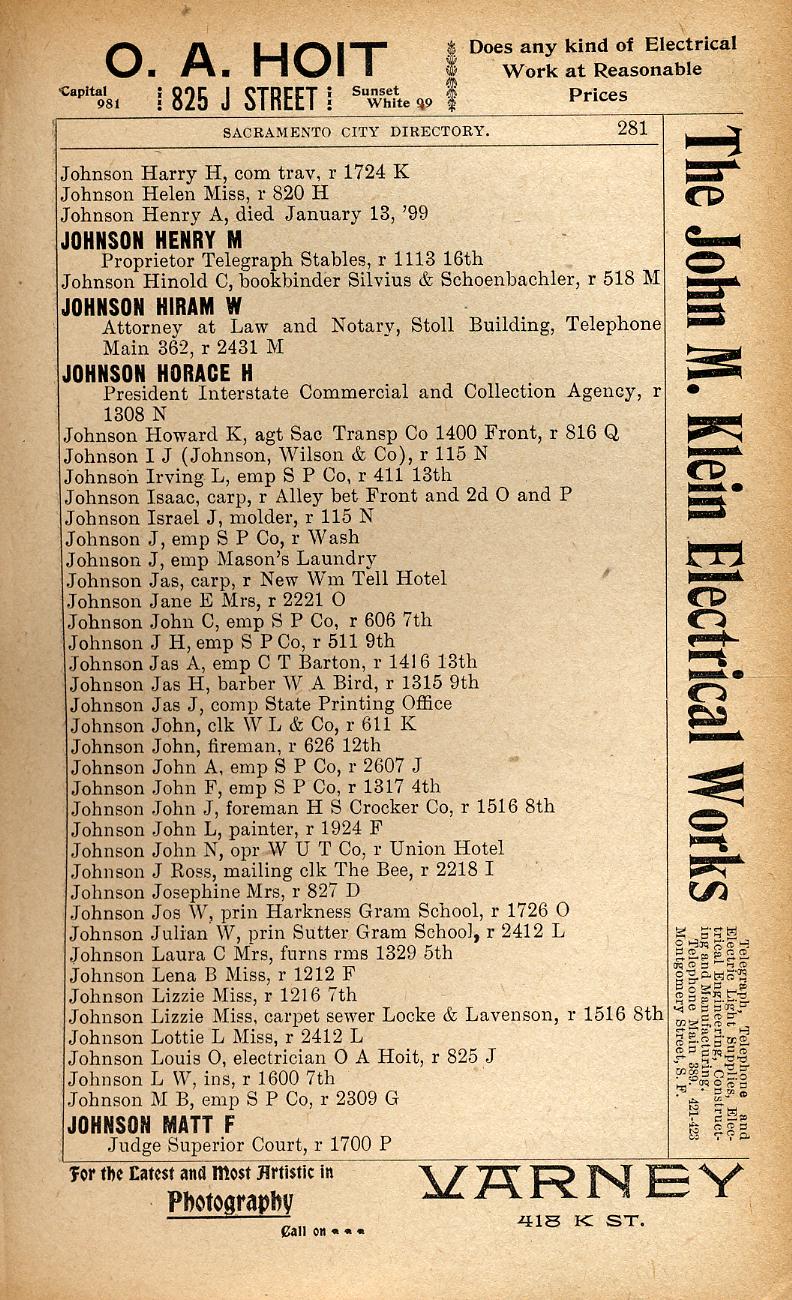 O. A. HOIT
Capital 981
825 J STREET
Sunset White 99
Does any kind of Electrical
Work at Reasonable
Prices
SACRAMENTO CITY DIRECTORY. 281
Johnson Harry H, com trav, r 1724 K
Johnson Helen Miss, r 820 H
Johnson Henry A, died January 13, '99
JOHNSON HENRY M
Proprietor Telegraph Stables, r 1113 16th
Johnson Hinold C, bookbinder Silvius & Schoenbachler, r 518 M
JOHNSON HIRAM W
Attorney at Law and Notary, Stoll Building, Telephone
Main 362, r 2431 M
JOHNSON HORACE H
President Interstate Commercial and Collection Agency, r
1308 N
Johnson Howard K, agt Sac Transp Co 1400 Front, r 816 Q
Johnson I J (Johnson, Wilson & Co), r 115 N
Johnson Irving L, emp S P Co, r 411 13th
Johnson Isaac, carp, r Alley bet Front and 2d O and P
Johnson Israel J, molder, r 115 N
Johnson J, emp S P Co, r Wash
Johnson J, emp Mason's Laundry
Johnson Jas, carp, r New Wm Tell Hotel
Johnson Jane E Mrs, r 2221 O
Johnson John C, emp S P Co, r 606 7th
Johnson J H, emp S P Co, r 511 9th
Johnson Jas A, emp C T Barton, r 1416 13th
Johnson Jas H, barber W A Bird, r 1315 9th
Johnson Jas J, comp State Printing Office
Johnson John, clk W L & Co, r 611 K
Johnson John, fireman, r 626 12th
Johnson John A, emp S P Co, r 2607 J
Johnson John F, emp S P Co, r 1317 4th
Johnson John J, foreman H S Crocker Co, r 1516 8th
Johnson John L, painter, r 1924 F
Johnson John N, opr W U T Co, r Union Hotel
Johnson J Ross, mailing clk The Bee, r 2218 I
Johnson Josephine Mrs, r 827 D
Johnson Jos W, prin Harkness Gram School, r 1726 O
Johnson Julian W, prin Sutter Gram School, r 2412 L
Johnson Laura C Mrs, furns rms 1329 5th
Johnson Lena B Miss, r 1212 F
Johnson Lizzie Miss, r 1216 7th
Johnson Lizzie Miss, carpet sewer Locke & Lavenson, r 1516 8th
Johnson Lottie L Miss, r 2412 L
Johnson Louis O, electrician O A Hoit, r 825 J
Johnson L W, ins, r 1600 7th
Johnson M B, emp S P Co, r 2309 G
JOHNSON MATT F
Judge Superior Court, r 1700 P
The John M. Klein Electrical Works
Telegraph, Telephone and
Electric Light Supplies, Elec-
trical Engineering, Construct-
ing and Manufacturing.
Telephone Main 389. 421-423
Montgomery Street, S. F.
For the Latest and Most Artistic in
Photography
Call on
VARNEY
418 K ST.